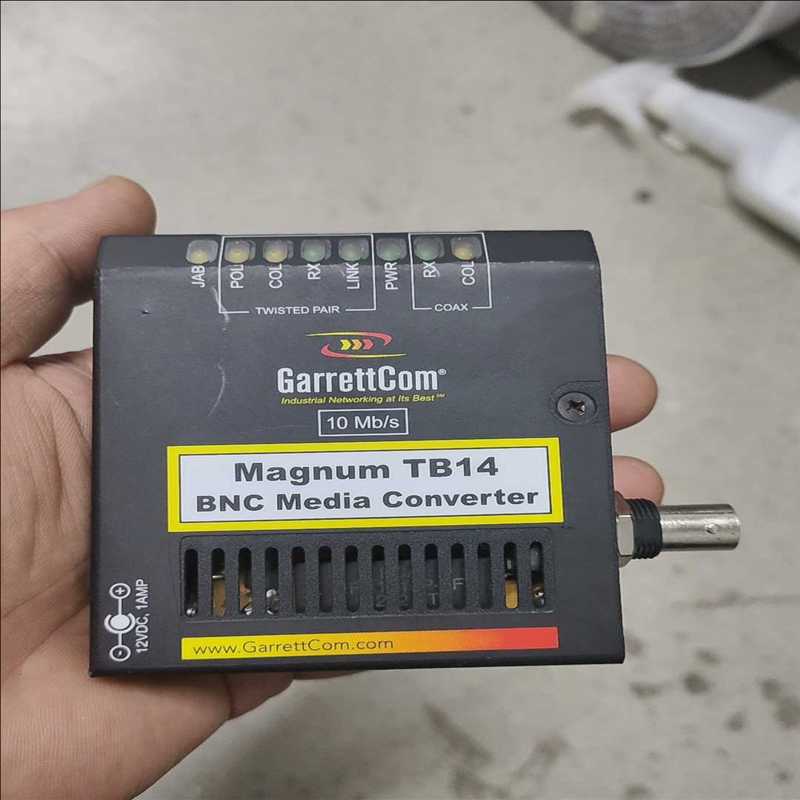 JAB POL COL RX LINK PWR RX COL
TWISTED PAIR COAX
GarrettCom®
Industrial Networking at Its Best℠
10 Mb/s
Magnum TB14
BNC Media Converter
+
-
12VDC, 1AMP
www.GarrettCom.com